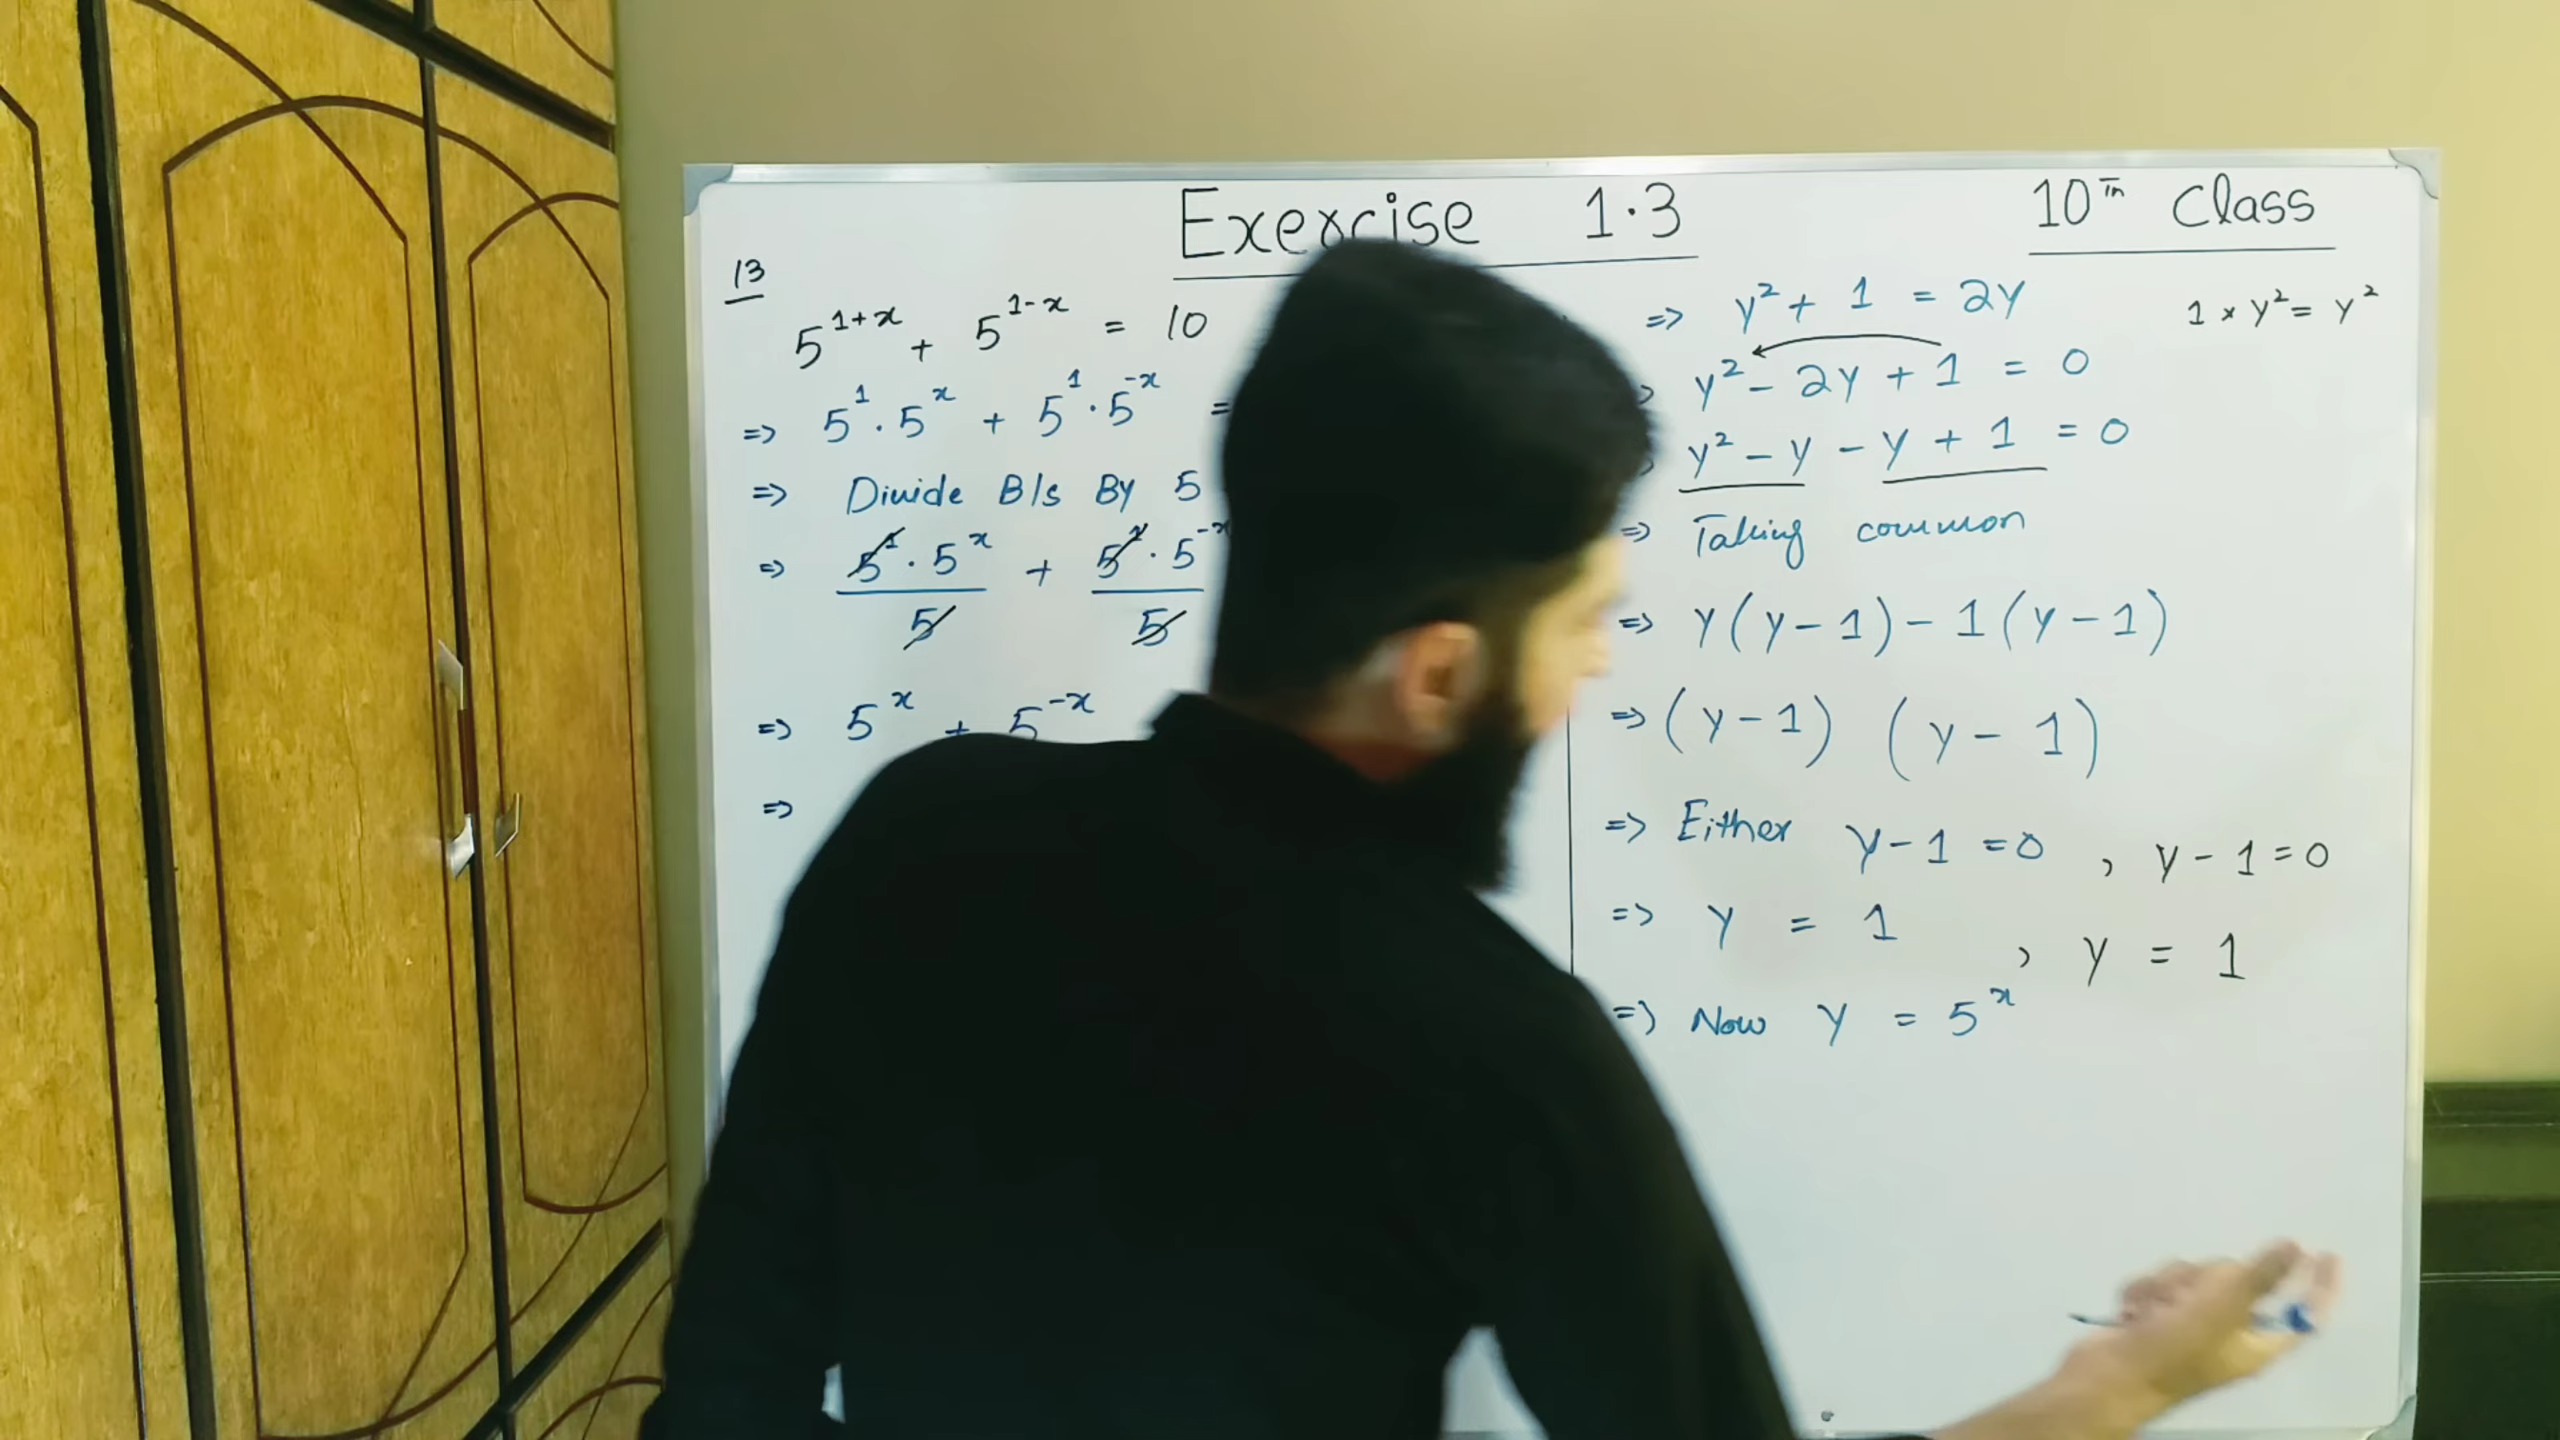 Exercise 1.3
10th Class
13
5^{1+x} + 5^{1-x} = 10
=> 5^1 . 5^x + 5^1 . 5^{-x} =
=> Divide B/s By 5
=> 5^1 . 5^x / 5 + 5^1 . 5^{-x} / 5
=> 5^x + 5^{-x}
=>
=> y² + 1 = 2y
1 × y² = y²
y² - 2y + 1 = 0
y² - y - y + 1 = 0
=> Taking common
=> y(y-1) - 1(y-1)
=> (y-1) (y-1)
=> Either y-1 =0 , y-1=0
=> y = 1 , y = 1
=> Now y = 5^x